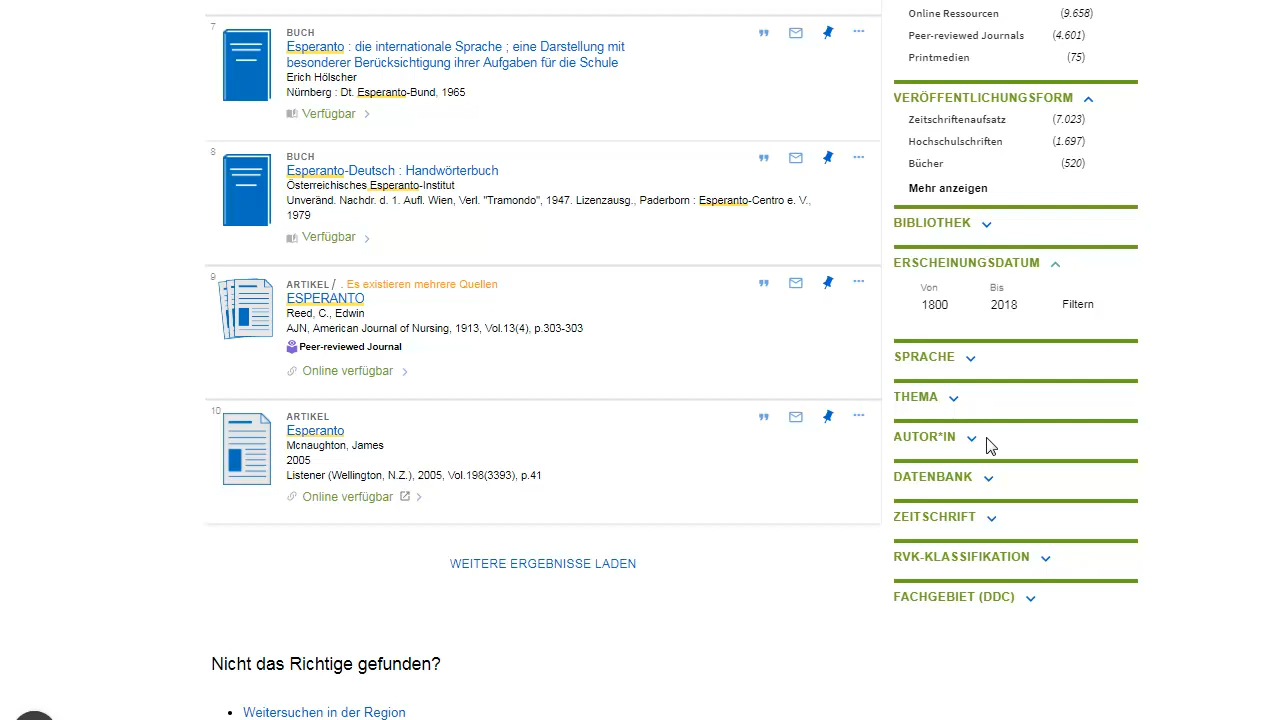 7
BUCH
Esperanto : die internationale Sprache ; eine Darstellung mit
besonderer Berücksichtigung ihrer Aufgaben für die Schule
Erich Hölscher
Nürnberg : Dt. Esperanto-Bund, 1965
Verfügbar
8
BUCH
Esperanto-Deutsch : Handwörterbuch
Österreichisches Esperanto-Institut
Unveränd. Nachdr. d. 1. Aufl. Wien, Verl. "Tramondo", 1947. Lizenzausg., Paderborn : Esperanto-Centro e. V.,
1979
Verfügbar
9
ARTIKEL/ . Es existieren mehrere Quellen
ESPERANTO
Reed, C., Edwin
AJN, American Journal of Nursing, 1913, Vol.13(4), p.303-303
Peer-reviewed Journal
Online verfügbar
10
ARTIKEL
Esperanto
Mcnaughton, James
2005
Listener (Wellington, N.Z.), 2005, Vol.198(3393), p.41
Online verfügbar
WEITERE ERGEBNISSE LADEN
Nicht das Richtige gefunden?
• Weitersuchen in der Region
Online Ressourcen (9.658)
Peer-reviewed Journals (4.601)
Printmedien (75)
VERÖFFENTLICHUNGSFORM
Zeitschriftenaufsatz (7.023)
Hochschulschriften (1.697)
Bücher (520)
Mehr anzeigen
BIBLIOTHEK
ERSCHEINUNGSDATUM
Von Bis
1800 2018 Filtern
SPRACHE
THEMA
AUTOR*IN
DATENBANK
ZEITSCHRIFT
RVK-KLASSIFIKATION
FACHGEBIET (DDC)